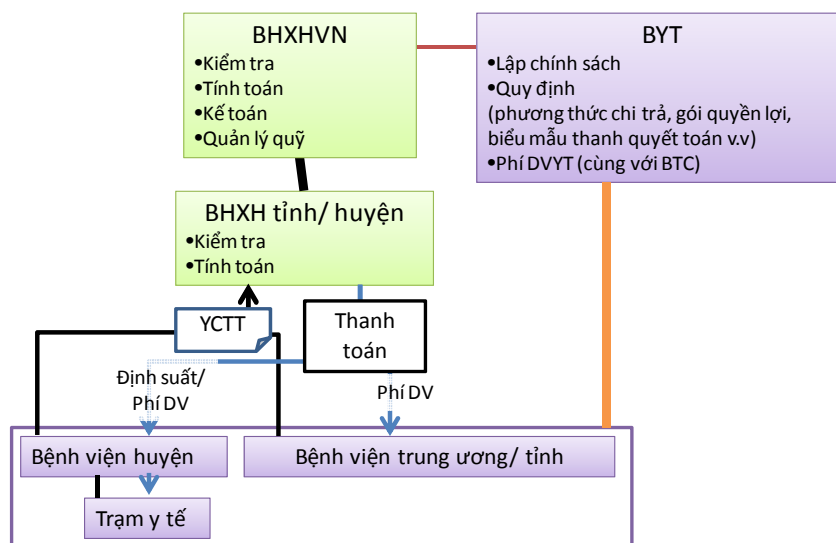 BHXHVN
•Kiểm tra
•Tính toán
•Kế toán
•Quản lý quỹ
BYT
•Lập chính sách
•Quy định
(phương thức chi trả, gói quyền lợi,
biểu mẫu thanh quyết toán v.v)
•Phí DVYT (cùng với BTC)
BHXH tỉnh/ huyện
•Kiểm tra
•Tính toán
YCTT
Thanh
toán
Định suất/
Phí DV
Phí DV
Bệnh viện huyện
Bệnh viện trung ương/ tỉnh
Trạm y tế